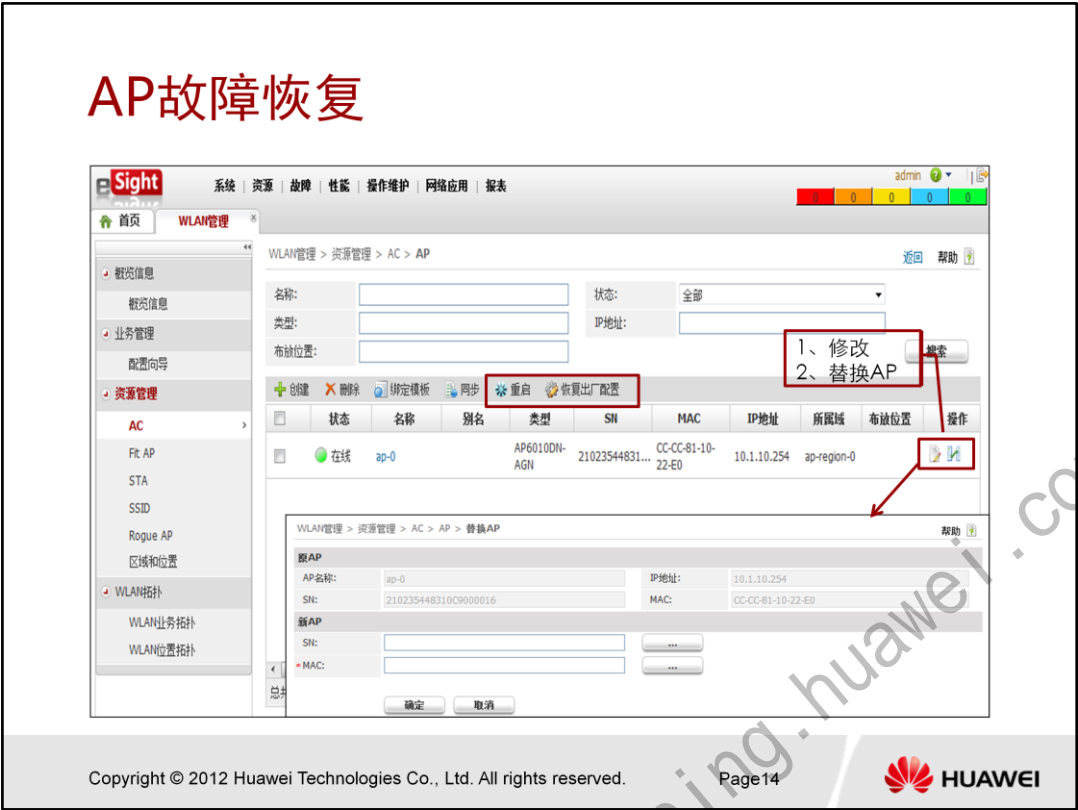 AP故障恢复
eSight
系统 | 资源 | 故障 | 性能 | 操作维护 | 网络应用 | 报表
admin
0 0 0 0 0
首页 WLAN管理
WLAN管理 > 资源管理 > AC > AP
返回 帮助
概览信息
概览信息
业务管理
配置向导
资源管理
AC
Fit AP
STA
SSID
Rogue AP
区域和位置
WLAN拓扑
WLAN业务拓扑
WLAN位置拓扑
名称: 状态: 全部
类型: IP地址:
布放位置: 搜索
1、修改
2、替换AP
创建 删除 绑定模板 同步 重启 恢复出厂配置
状态 名称 别名 类型 SN MAC IP地址 所属域 布放位置 操作
在线 ap-0 AP6010DN-AGN 21023544831... CC-CC-81-10-22-E0 10.1.10.254 ap-region-0
WLAN管理 > 资源管理 > AC > AP > 替换AP
帮助
原AP
AP名称: ap-0 IP地址: 10.1.10.254
SN: 210235448310C9000016 MAC: CC-CC-81-10-22-E0
新AP
SN: ...
*MAC: ...
确定 取消
Copyright © 2012 Huawei Technologies Co., Ltd. All rights reserved.
Page14
HUAWEI